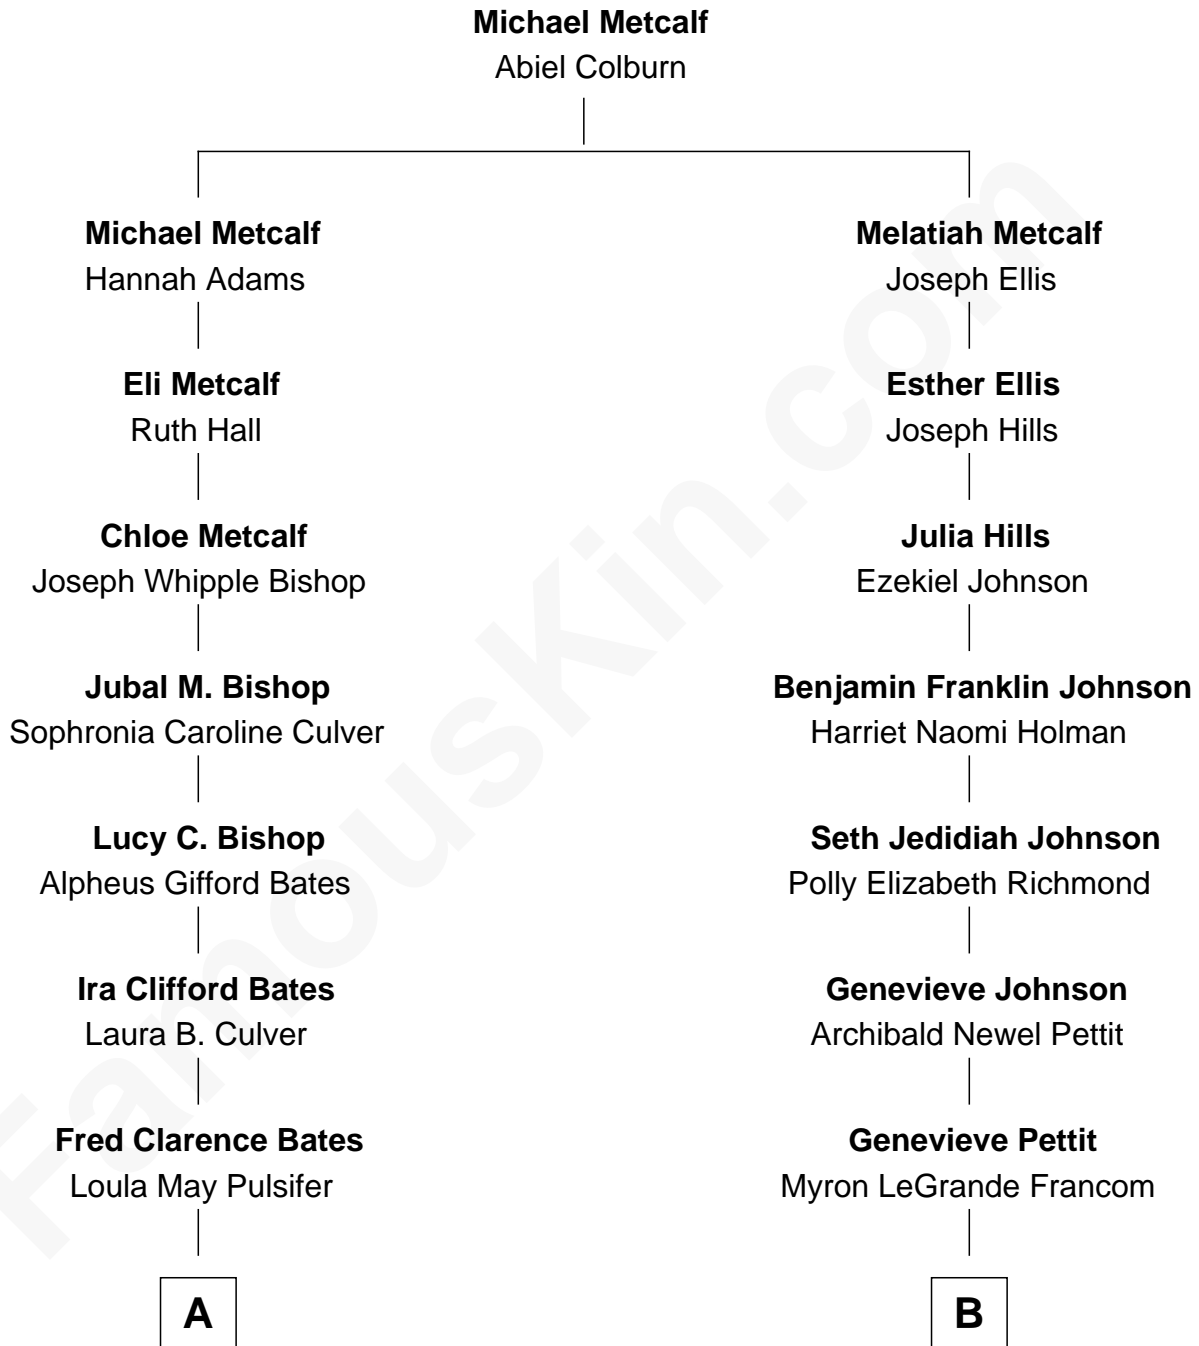 Michael Metcalf
Abiel Colburn
Michael Metcalf
Hannah Adams
Melatiah Metcalf
Joseph Ellis
Eli Metcalf
Ruth Hall
Esther Ellis
Joseph Hills
Chloe Metcalf
Joseph Whipple Bishop
Julia Hills
Ezekiel Johnson
Jubal M. Bishop
Sophronia Caroline Culver
Benjamin Franklin Johnson
Harriet Naomi Holman
Lucy C. Bishop
Alpheus Gifford Bates
Seth Jedidiah Johnson
Polly Elizabeth Richmond
Ira Clifford Bates
Laura B. Culver
Genevieve Johnson
Archibald Newel Pettit
Fred Clarence Bates
Loula May Pulsifer
Genevieve Pettit
Myron LeGrande Francom
A
B
FamousKin.com